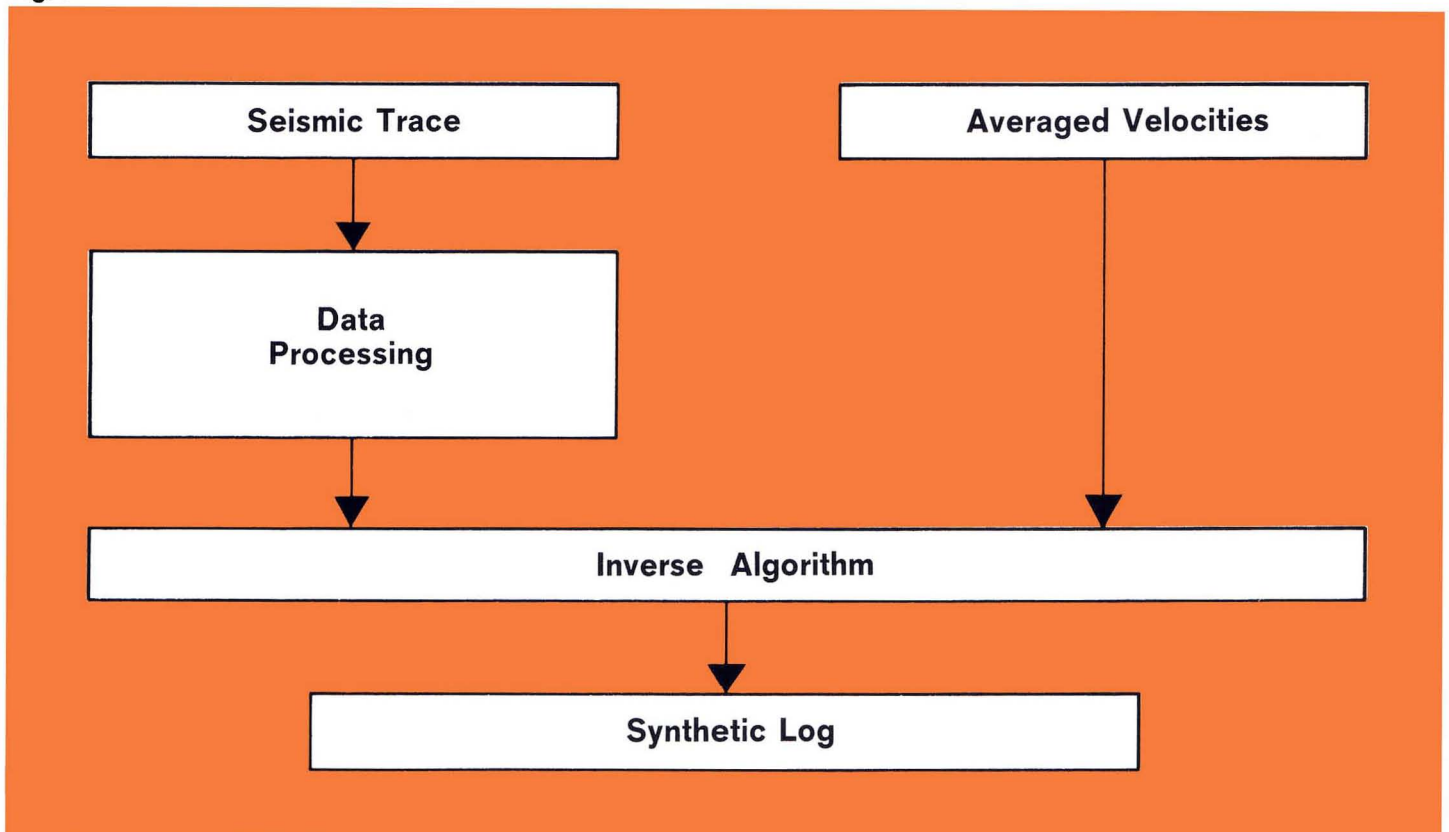 Seismic Trace
Averaged Velocities
Data
Processing
Inverse Algorithm
Synthetic Log